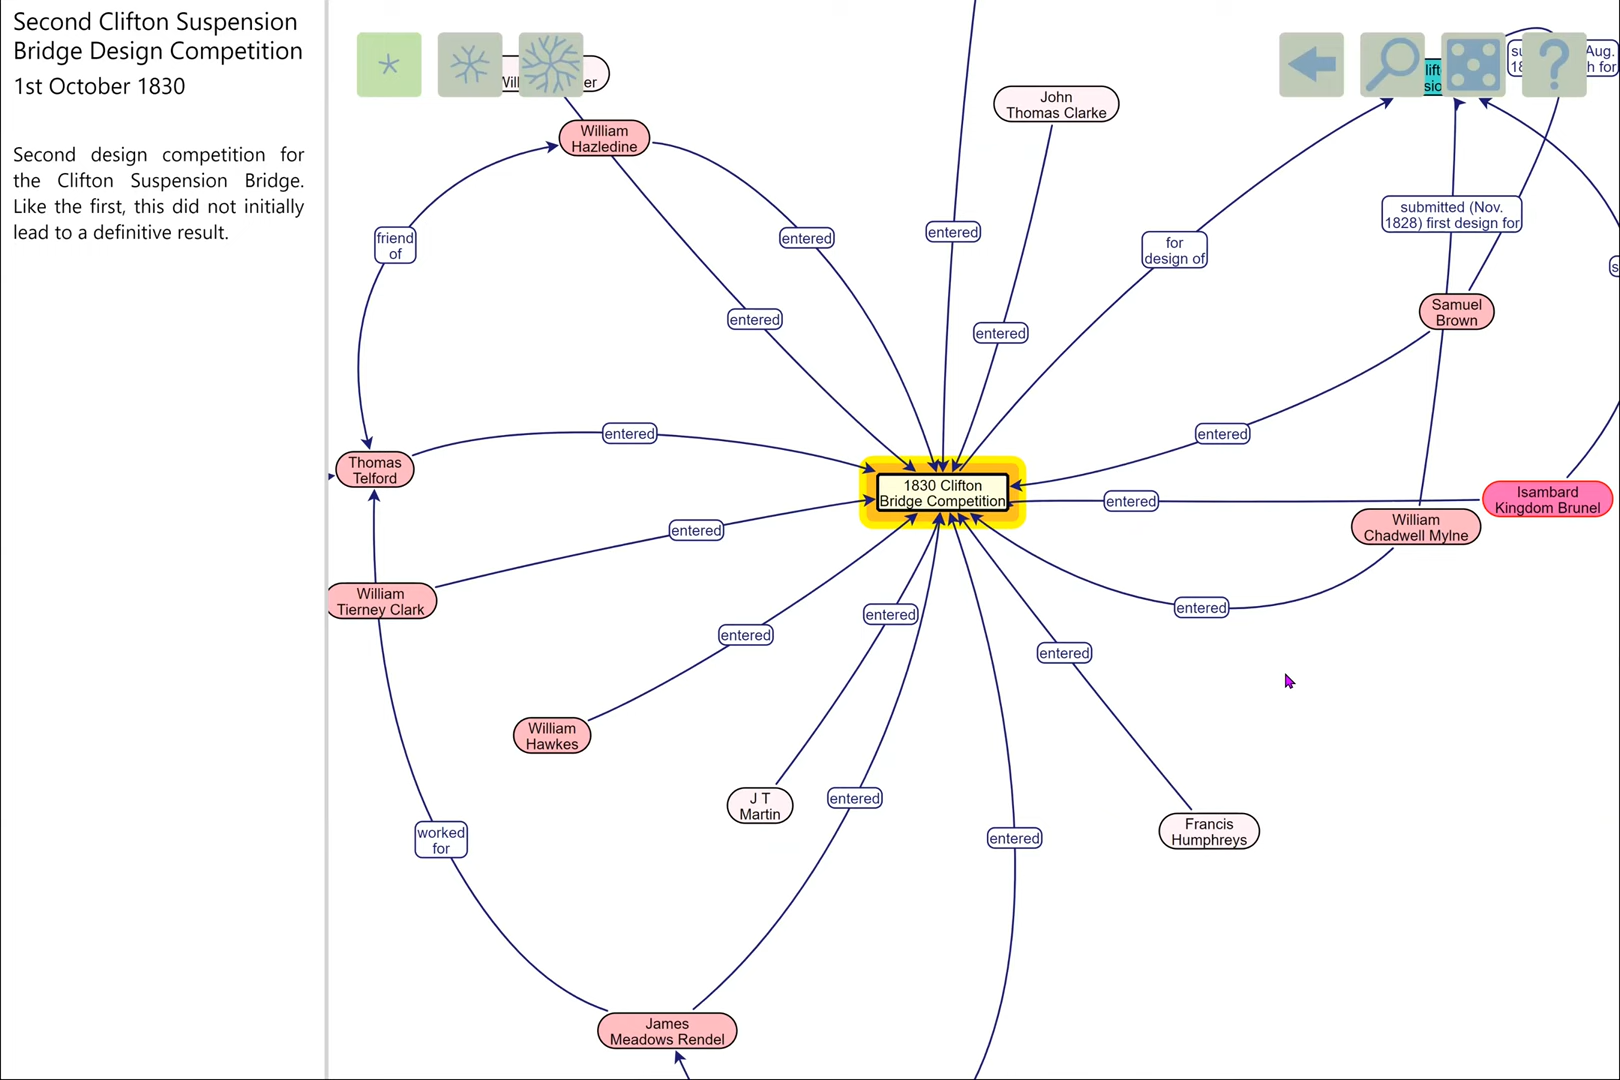 Second Clifton Suspension
Bridge Design Competition
1st October 1830
Second design competition for
the Clifton Suspension Bridge.
Like the first, this did not initially
lead to a definitive result.
William
Hazledine
John
Thomas Clarke
friend
of
entered
entered
entered
entered
for
design of
submitted (Nov.
1828) first design for
Samuel
Brown
Thomas
Telford
entered
entered
1830 Clifton
Bridge Competition
entered
Isambard
Kingdom Brunel
William
Chadwell Mylne
entered
William
Tierney Clark
entered
entered
entered
entered
William
Hawkes
J T
Martin
entered
entered
Francis
Humphreys
worked
for
James
Meadows Rendel